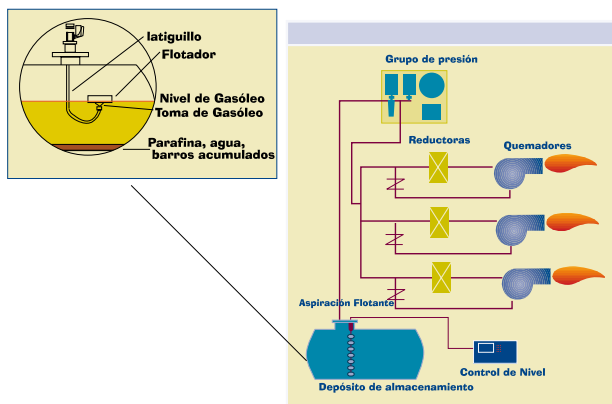 latiguillo
Flotador
Nivel de Gasóleo
Toma de Gasóleo
Parafina, agua,
barros acumulados
Grupo de presión
Reductoras
Quemadores
Aspiración Flotante
Depósito de almacenamiento
Control de Nivel